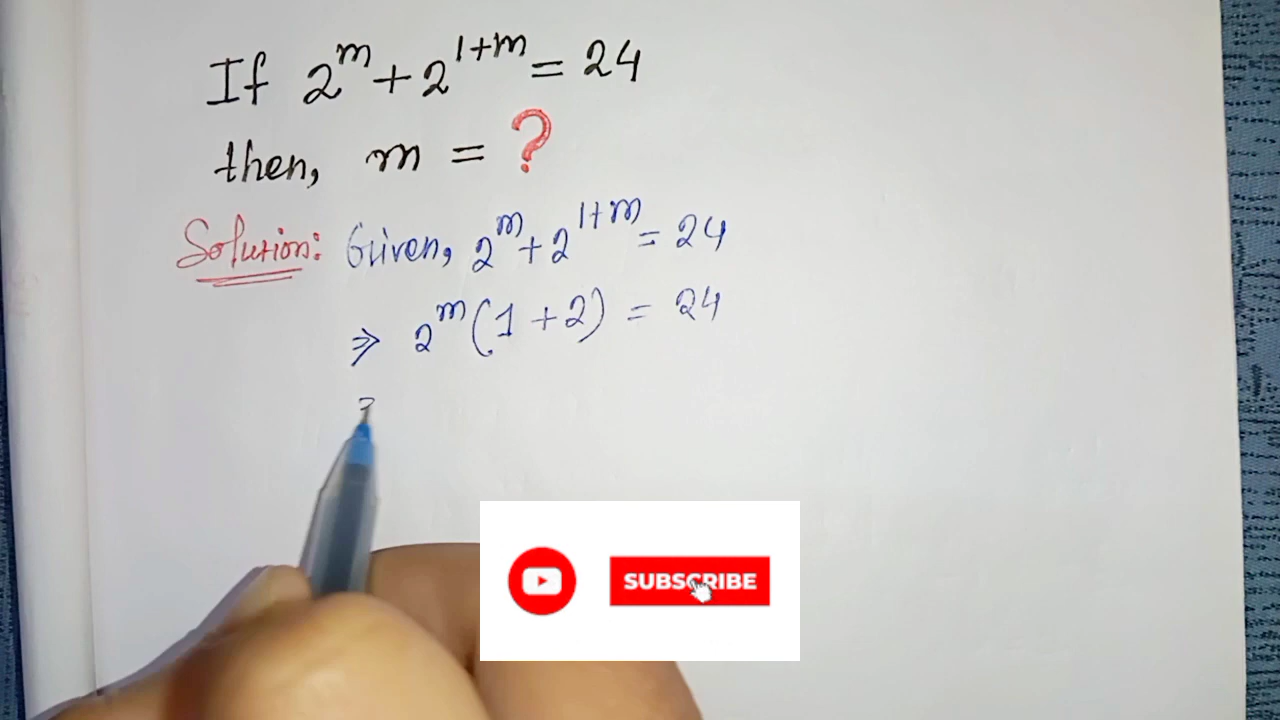 If 2^m + 2^{1+m} = 24
then, m = ?
Solution: Given, 2^m + 2^{1+m} = 24
⇒ 2^m (1 + 2) = 24
SUBSCRIBE